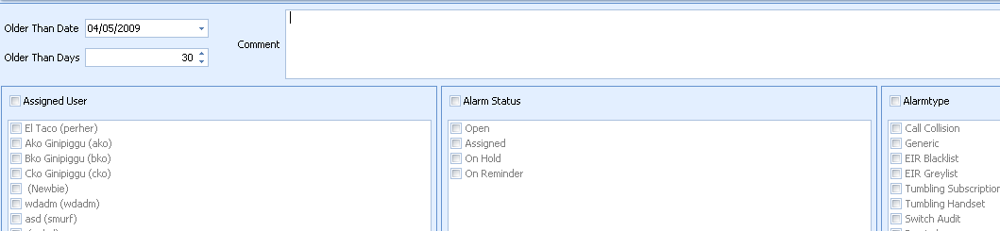 Older Than Date 04/05/2009
Older Than Days 30
Comment
Assigned User
El Taco (perher)
Ako Ginipiggu (ako)
Bko Ginipiggu (bko)
Cko Ginipiggu (cko)
(Newbie)
wdadm (wdadm)
asd (smurf)
Alarm Status
Open
Assigned
On Hold
On Reminder
Alarmtype
Call Collision
Generic
EIR Blacklist
EIR Greylist
Tumbling Subscription
Tumbling Handset
Switch Audit